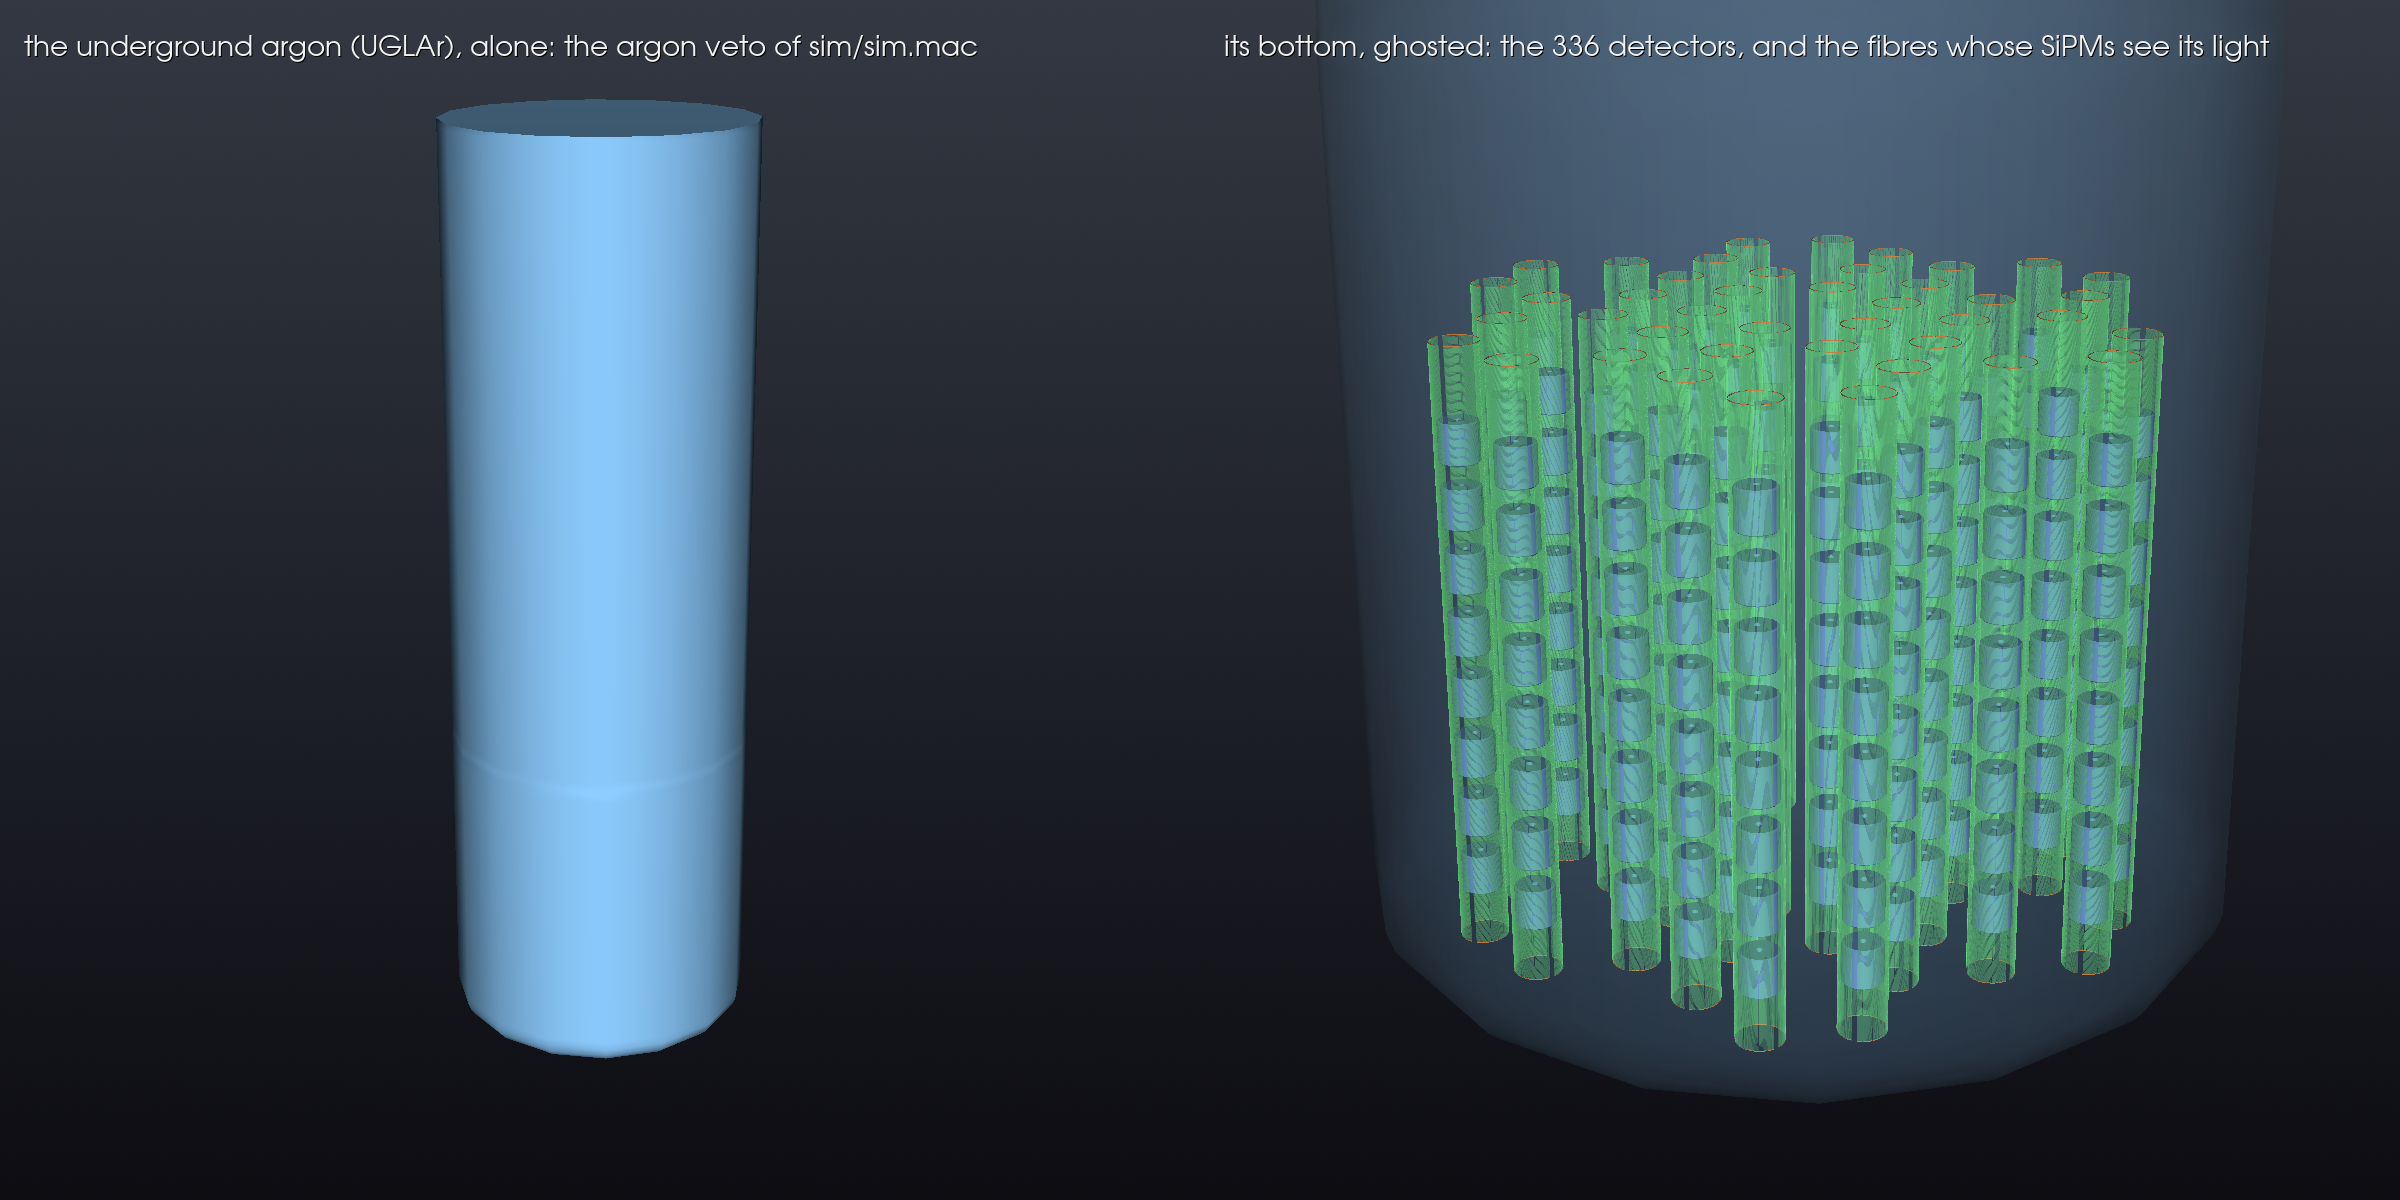 the underground argon (UGLAr), alone: the argon veto of sim/sim.mac
its bottom, ghosted: the 336 detectors, and the fibres whose SiPMs see its light